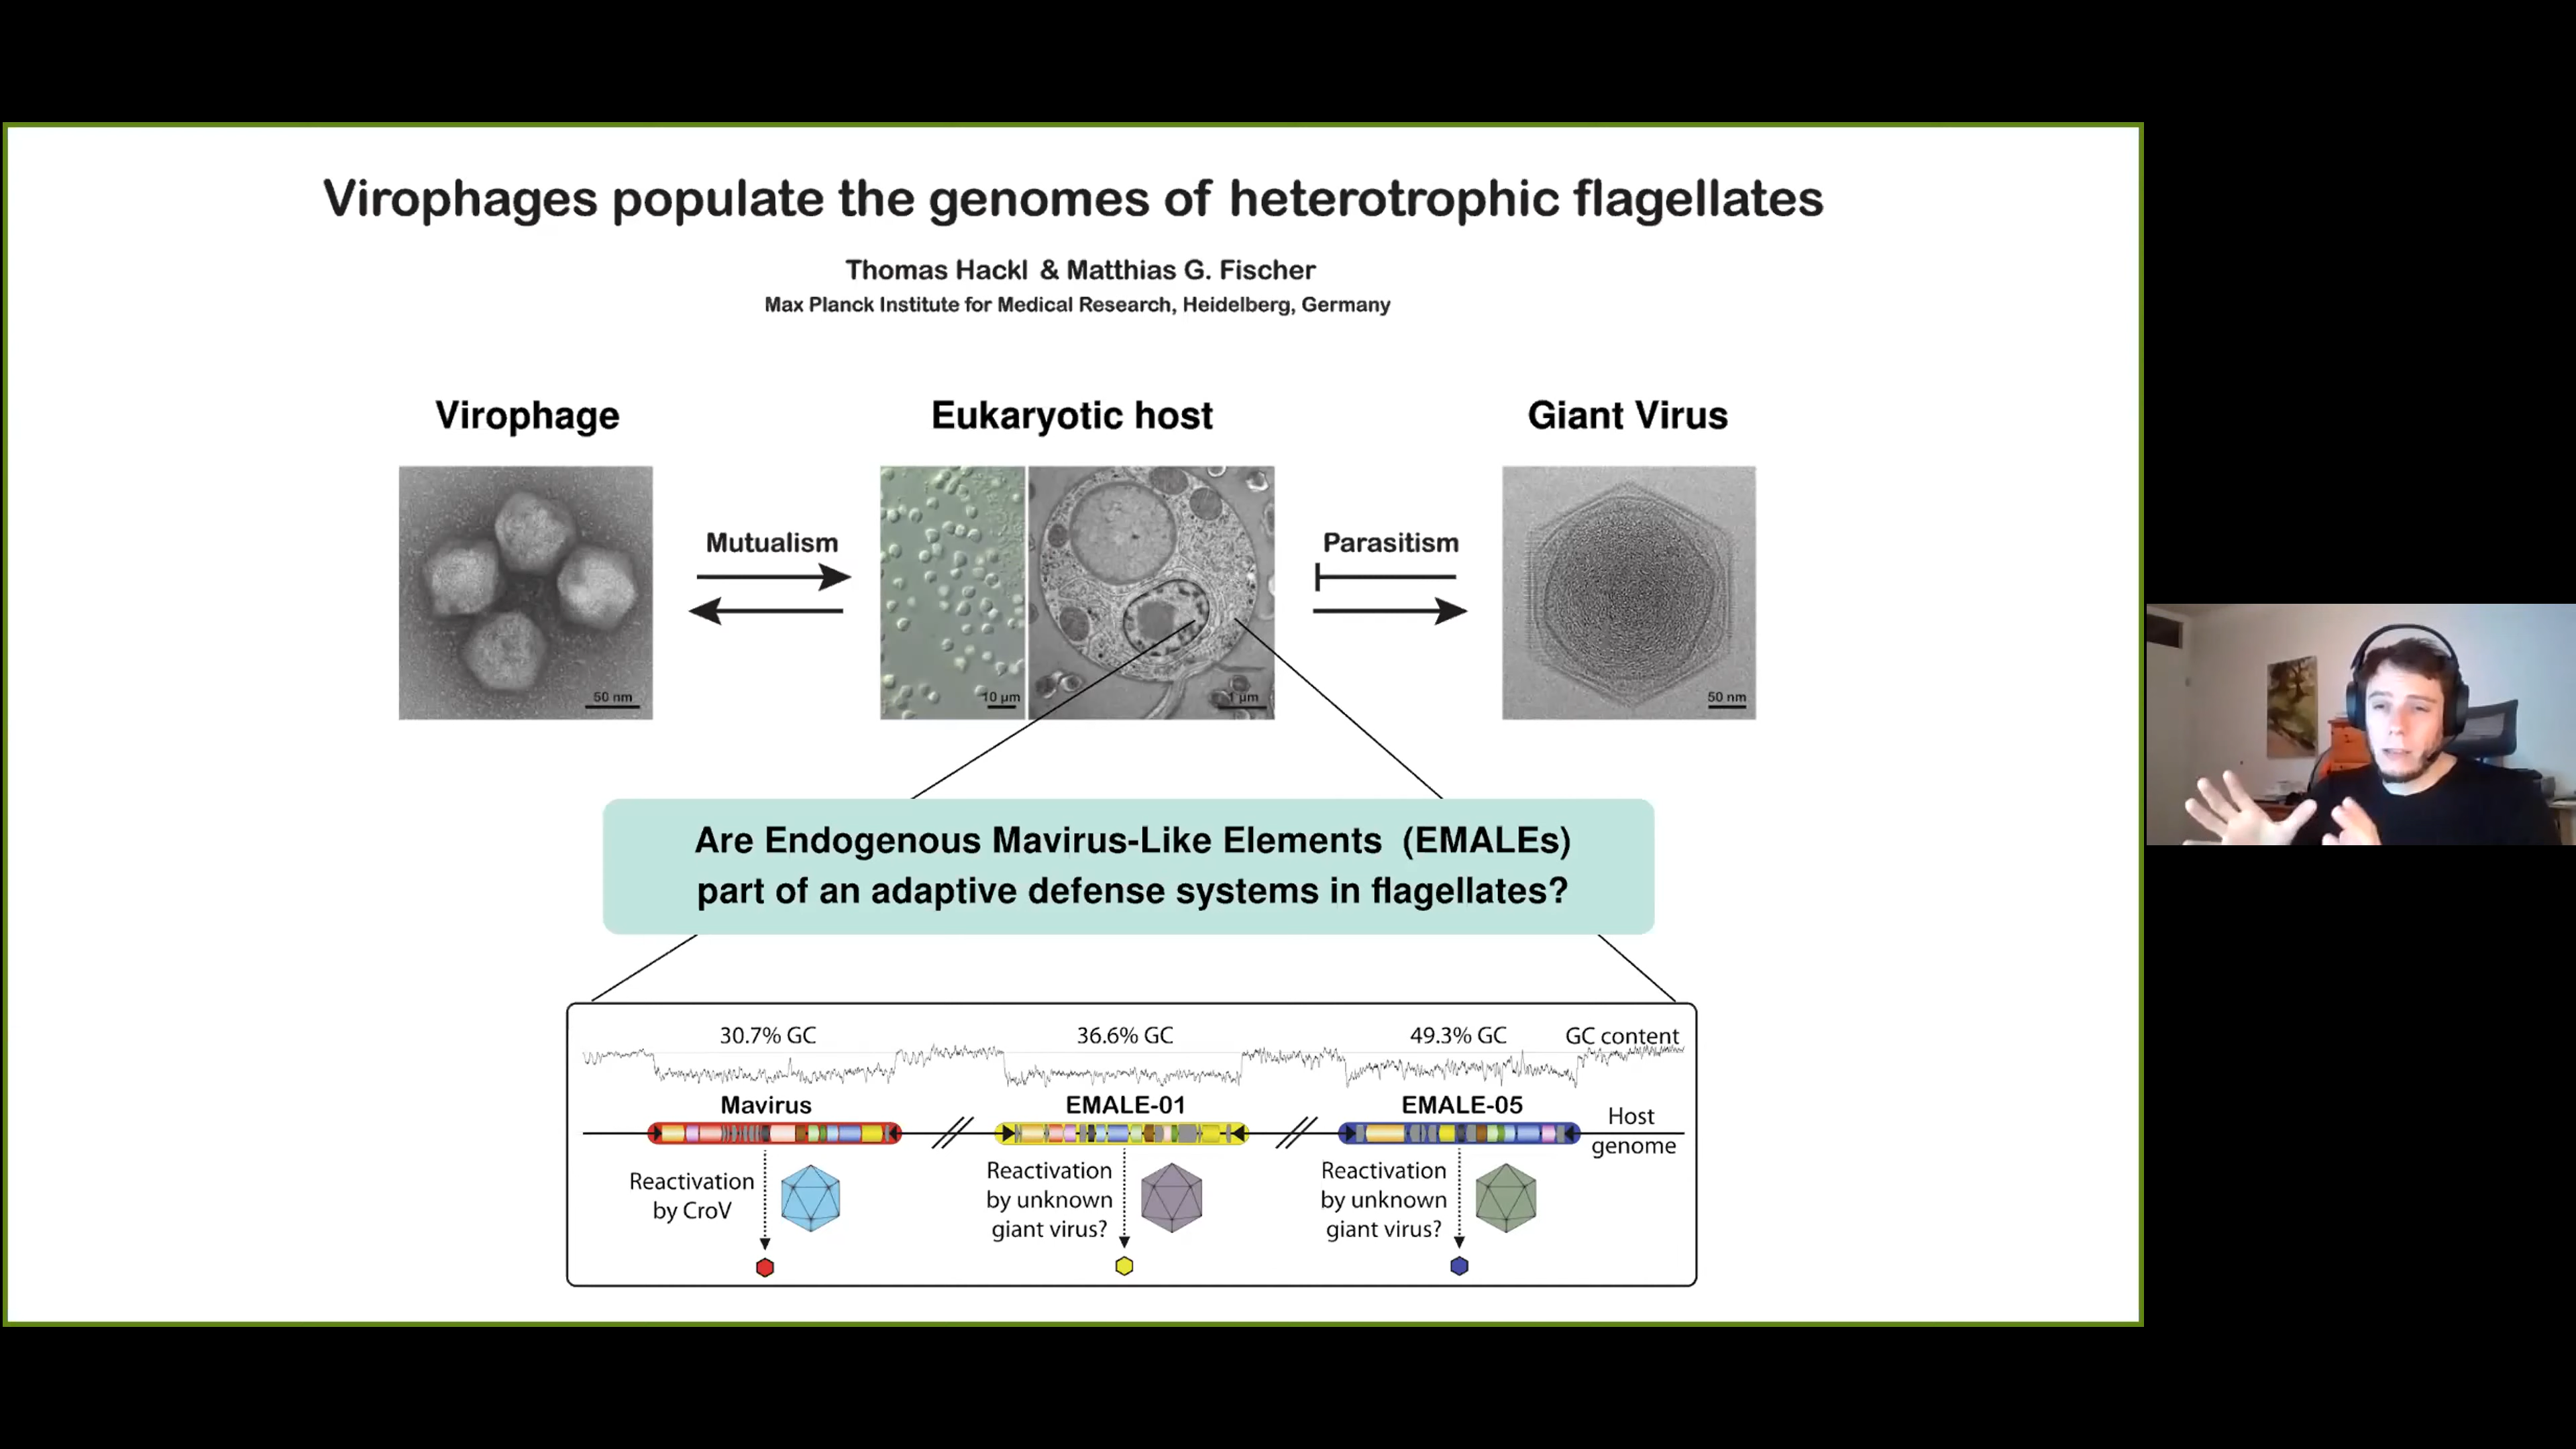 Virophages populate the genomes of heterotrophic flagellates
Thomas Hackl & Matthias G. Fischer
Max Planck Institute for Medical Research, Heidelberg, Germany
Virophage
Eukaryotic host
Giant Virus
Mutualism
Parasitism
50 nm
10 µm
1 µm
50 nm
Are Endogenous Mavirus-Like Elements (EMALEs)
part of an adaptive defense systems in flagellates?
30.7% GC
36.6% GC
49.3% GC
GC content
Mavirus
EMALE-01
EMALE-05
Host
genome
Reactivation
by CroV
Reactivation
by unknown
giant virus?
Reactivation
by unknown
giant virus?